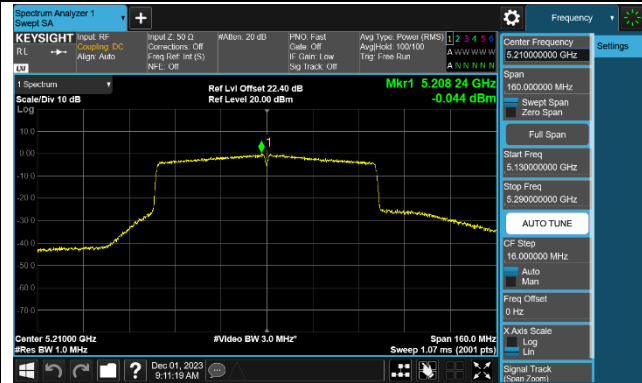 Spectrum Analyzer 1
Swept SA
Frequency
KEYSIGHT
RL
LXI
Input: RF
Coupling: DC
Align: Auto
Input Z: 50 Ω
Corrections: Off
Freq Ref: Int (S)
NFE: Off
#Atten: 20 dB
PNO: Fast
Gate: Off
IF Gain: Low
Sig Track: Off
Avg Type: Power (RMS)
Avg|Hold: 100/100
Trig: Free Run
1 2 3 4 5 6
A W W W W W
A N N N N N
1 Spectrum
Scale/Div 10 dB
Log
Ref Lvl Offset 22.40 dB
Ref Level 20.00 dBm
Mkr1 5.208 24 GHz
-0.044 dBm
10.0
0.00
-10.0
-20.0
-30.0
-40.0
-50.0
-60.0
-70.0
1
Center 5.21000 GHz
#Res BW 1.0 MHz
#Video BW 3.0 MHz*
Span 160.0 MHz
Sweep 1.07 ms (2001 pts)
Dec 01, 2023
9:11:19 AM
Center Frequency
5.210000000 GHz
Span
160.000000 MHz
Swept Span
Zero Span
Full Span
Start Freq
5.130000000 GHz
Stop Freq
5.290000000 GHz
AUTO TUNE
CF Step
16.000000 MHz
Auto
Man
Freq Offset
0 Hz
X Axis Scale
Log
Lin
Signal Track
(Span Zoom)
Settings